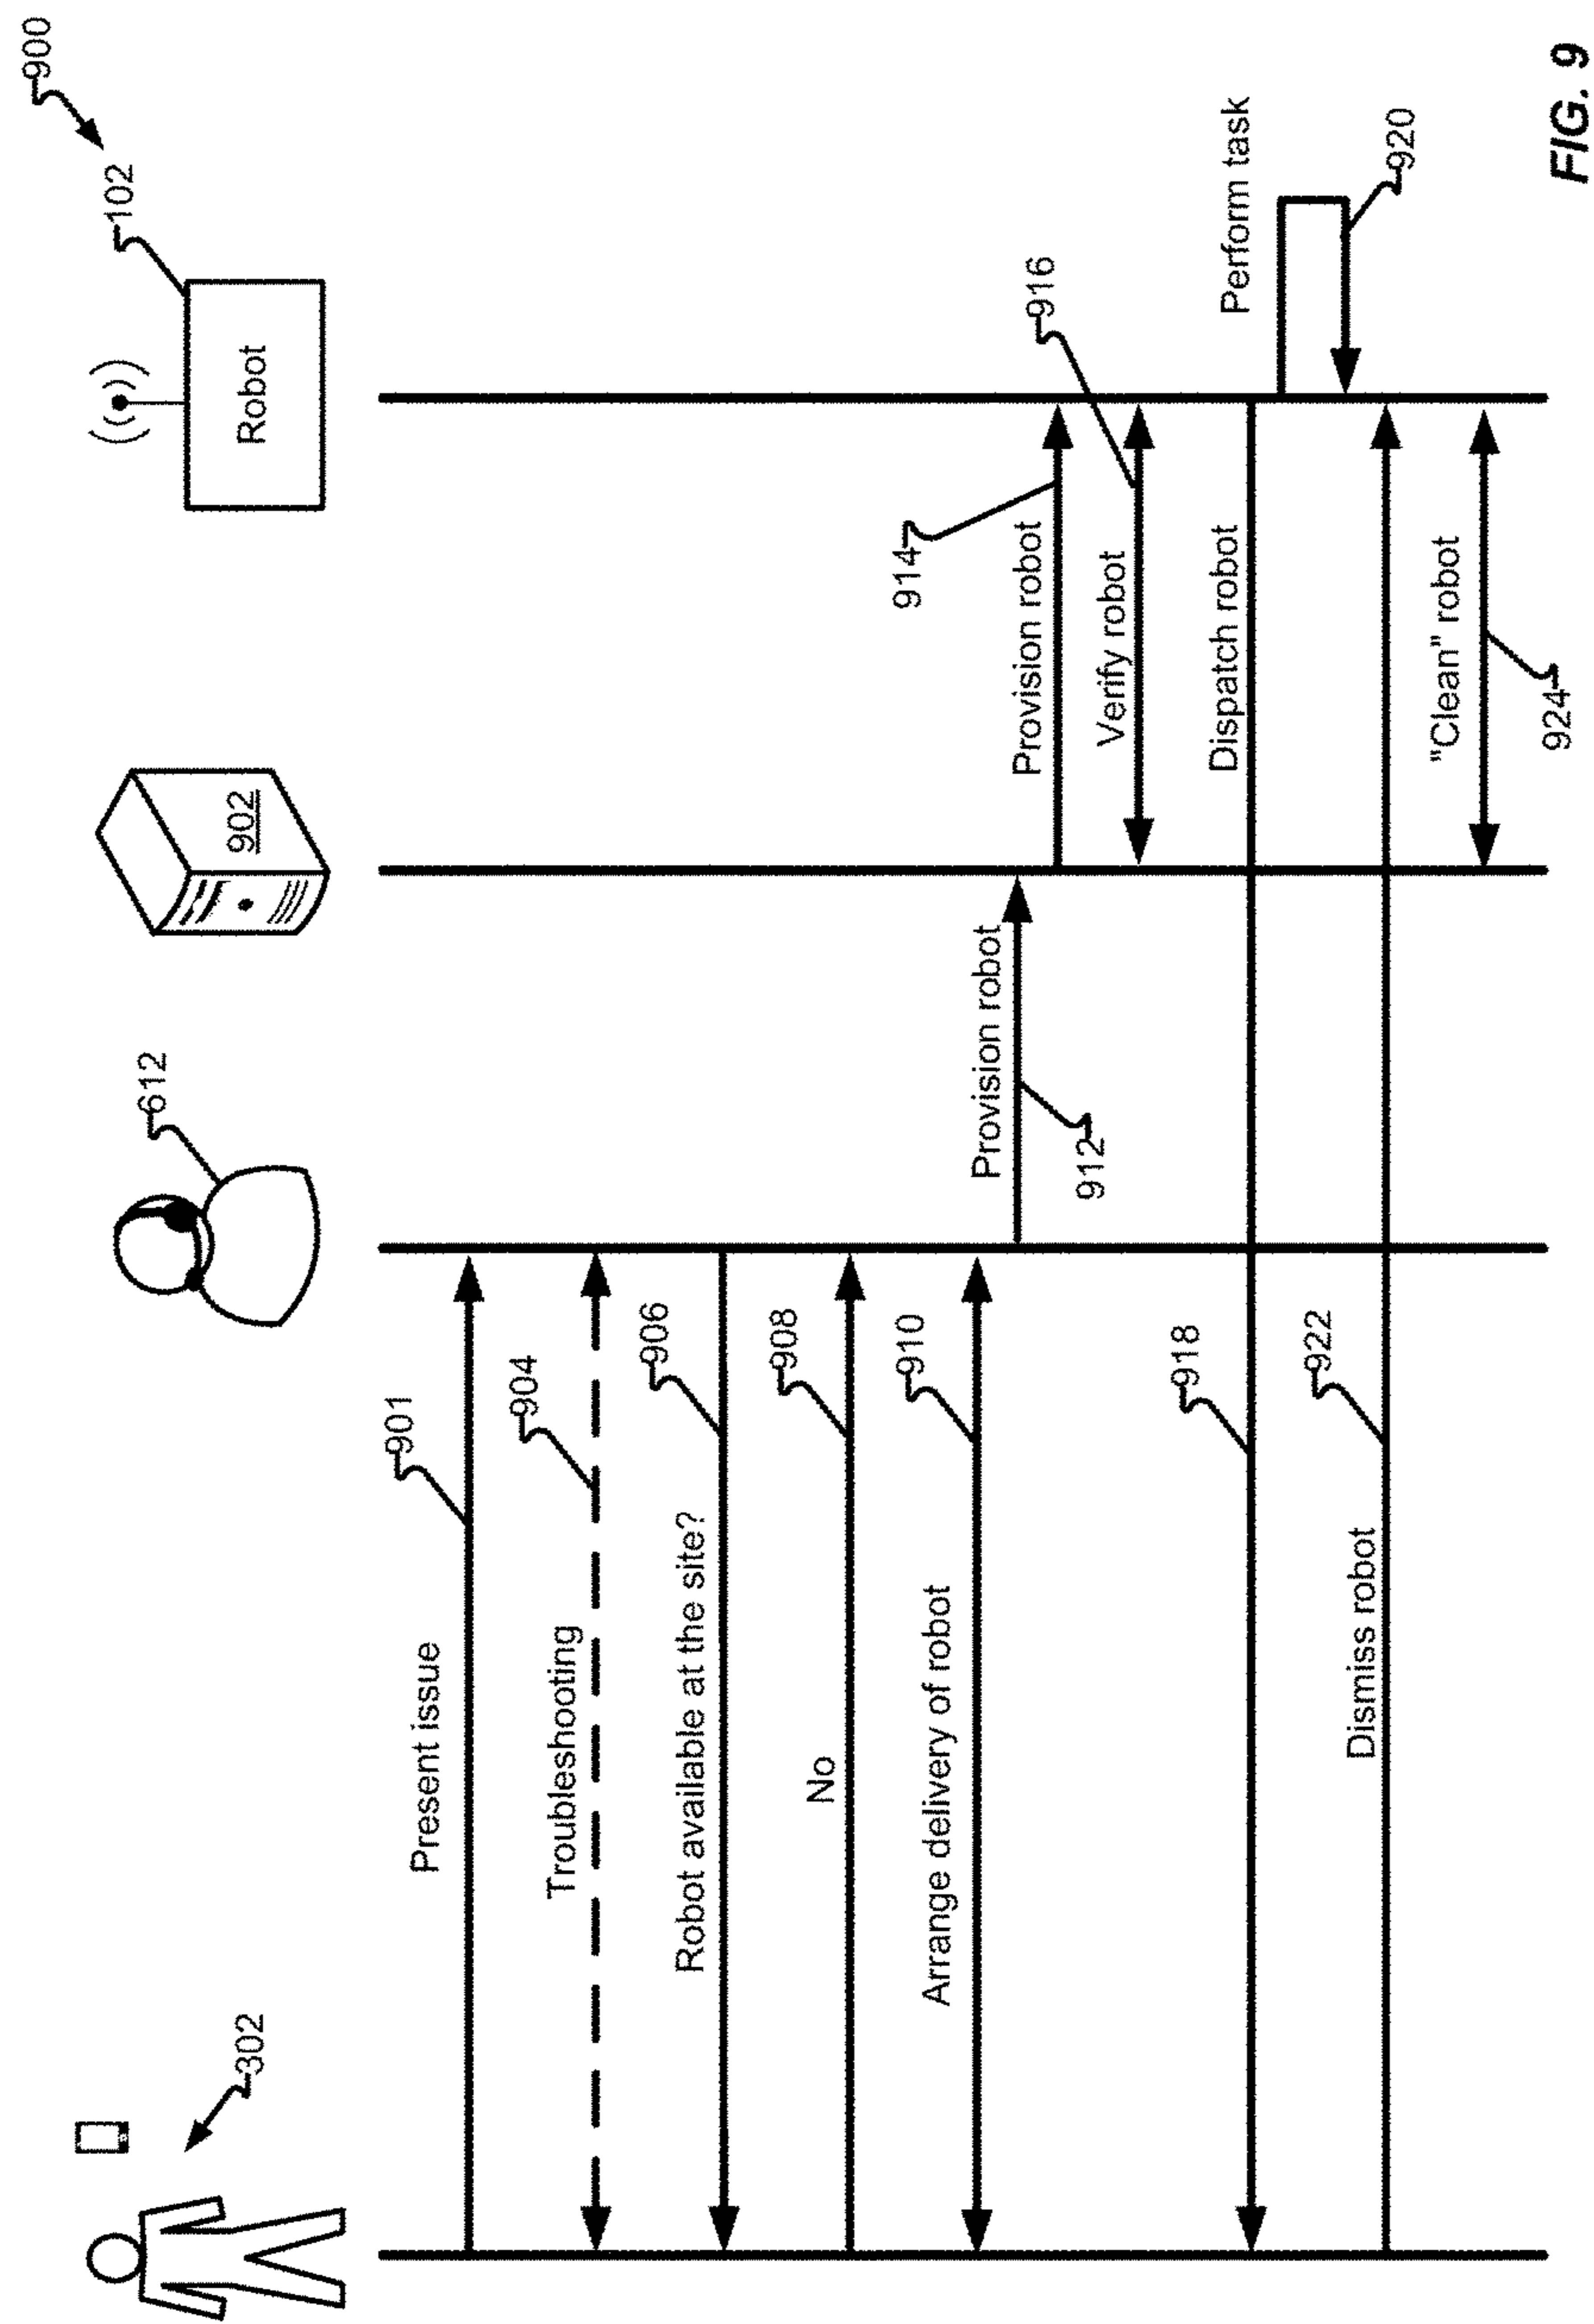 900
302
612
902
102
Robot
901
Present issue
904
Troubleshooting
906
Robot available at the site?
908
No
910
Arrange delivery of robot
Provision robot
912
914
Provision robot
916
Verify robot
918
Dispatch robot
Perform task
920
922
Dismiss robot
"Clean" robot
924
FIG. 9